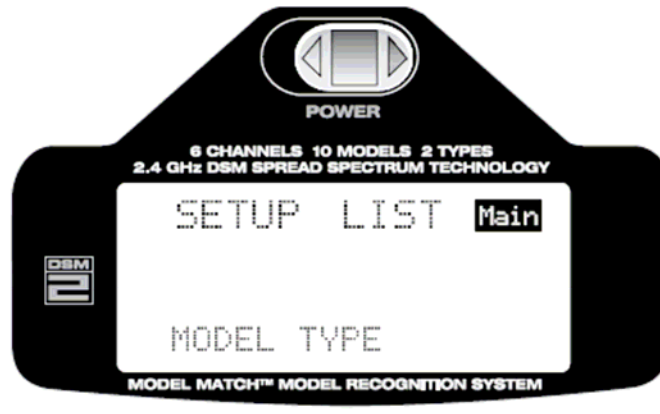 POWER
6 CHANNELS 10 MODELS 2 TYPES
2.4 GHz DSM SPREAD SPECTRUM TECHNOLOGY
SETUP LIST Main
DSM
2
MODEL TYPE
MODEL MATCH™ MODEL RECOGNITION SYSTEM